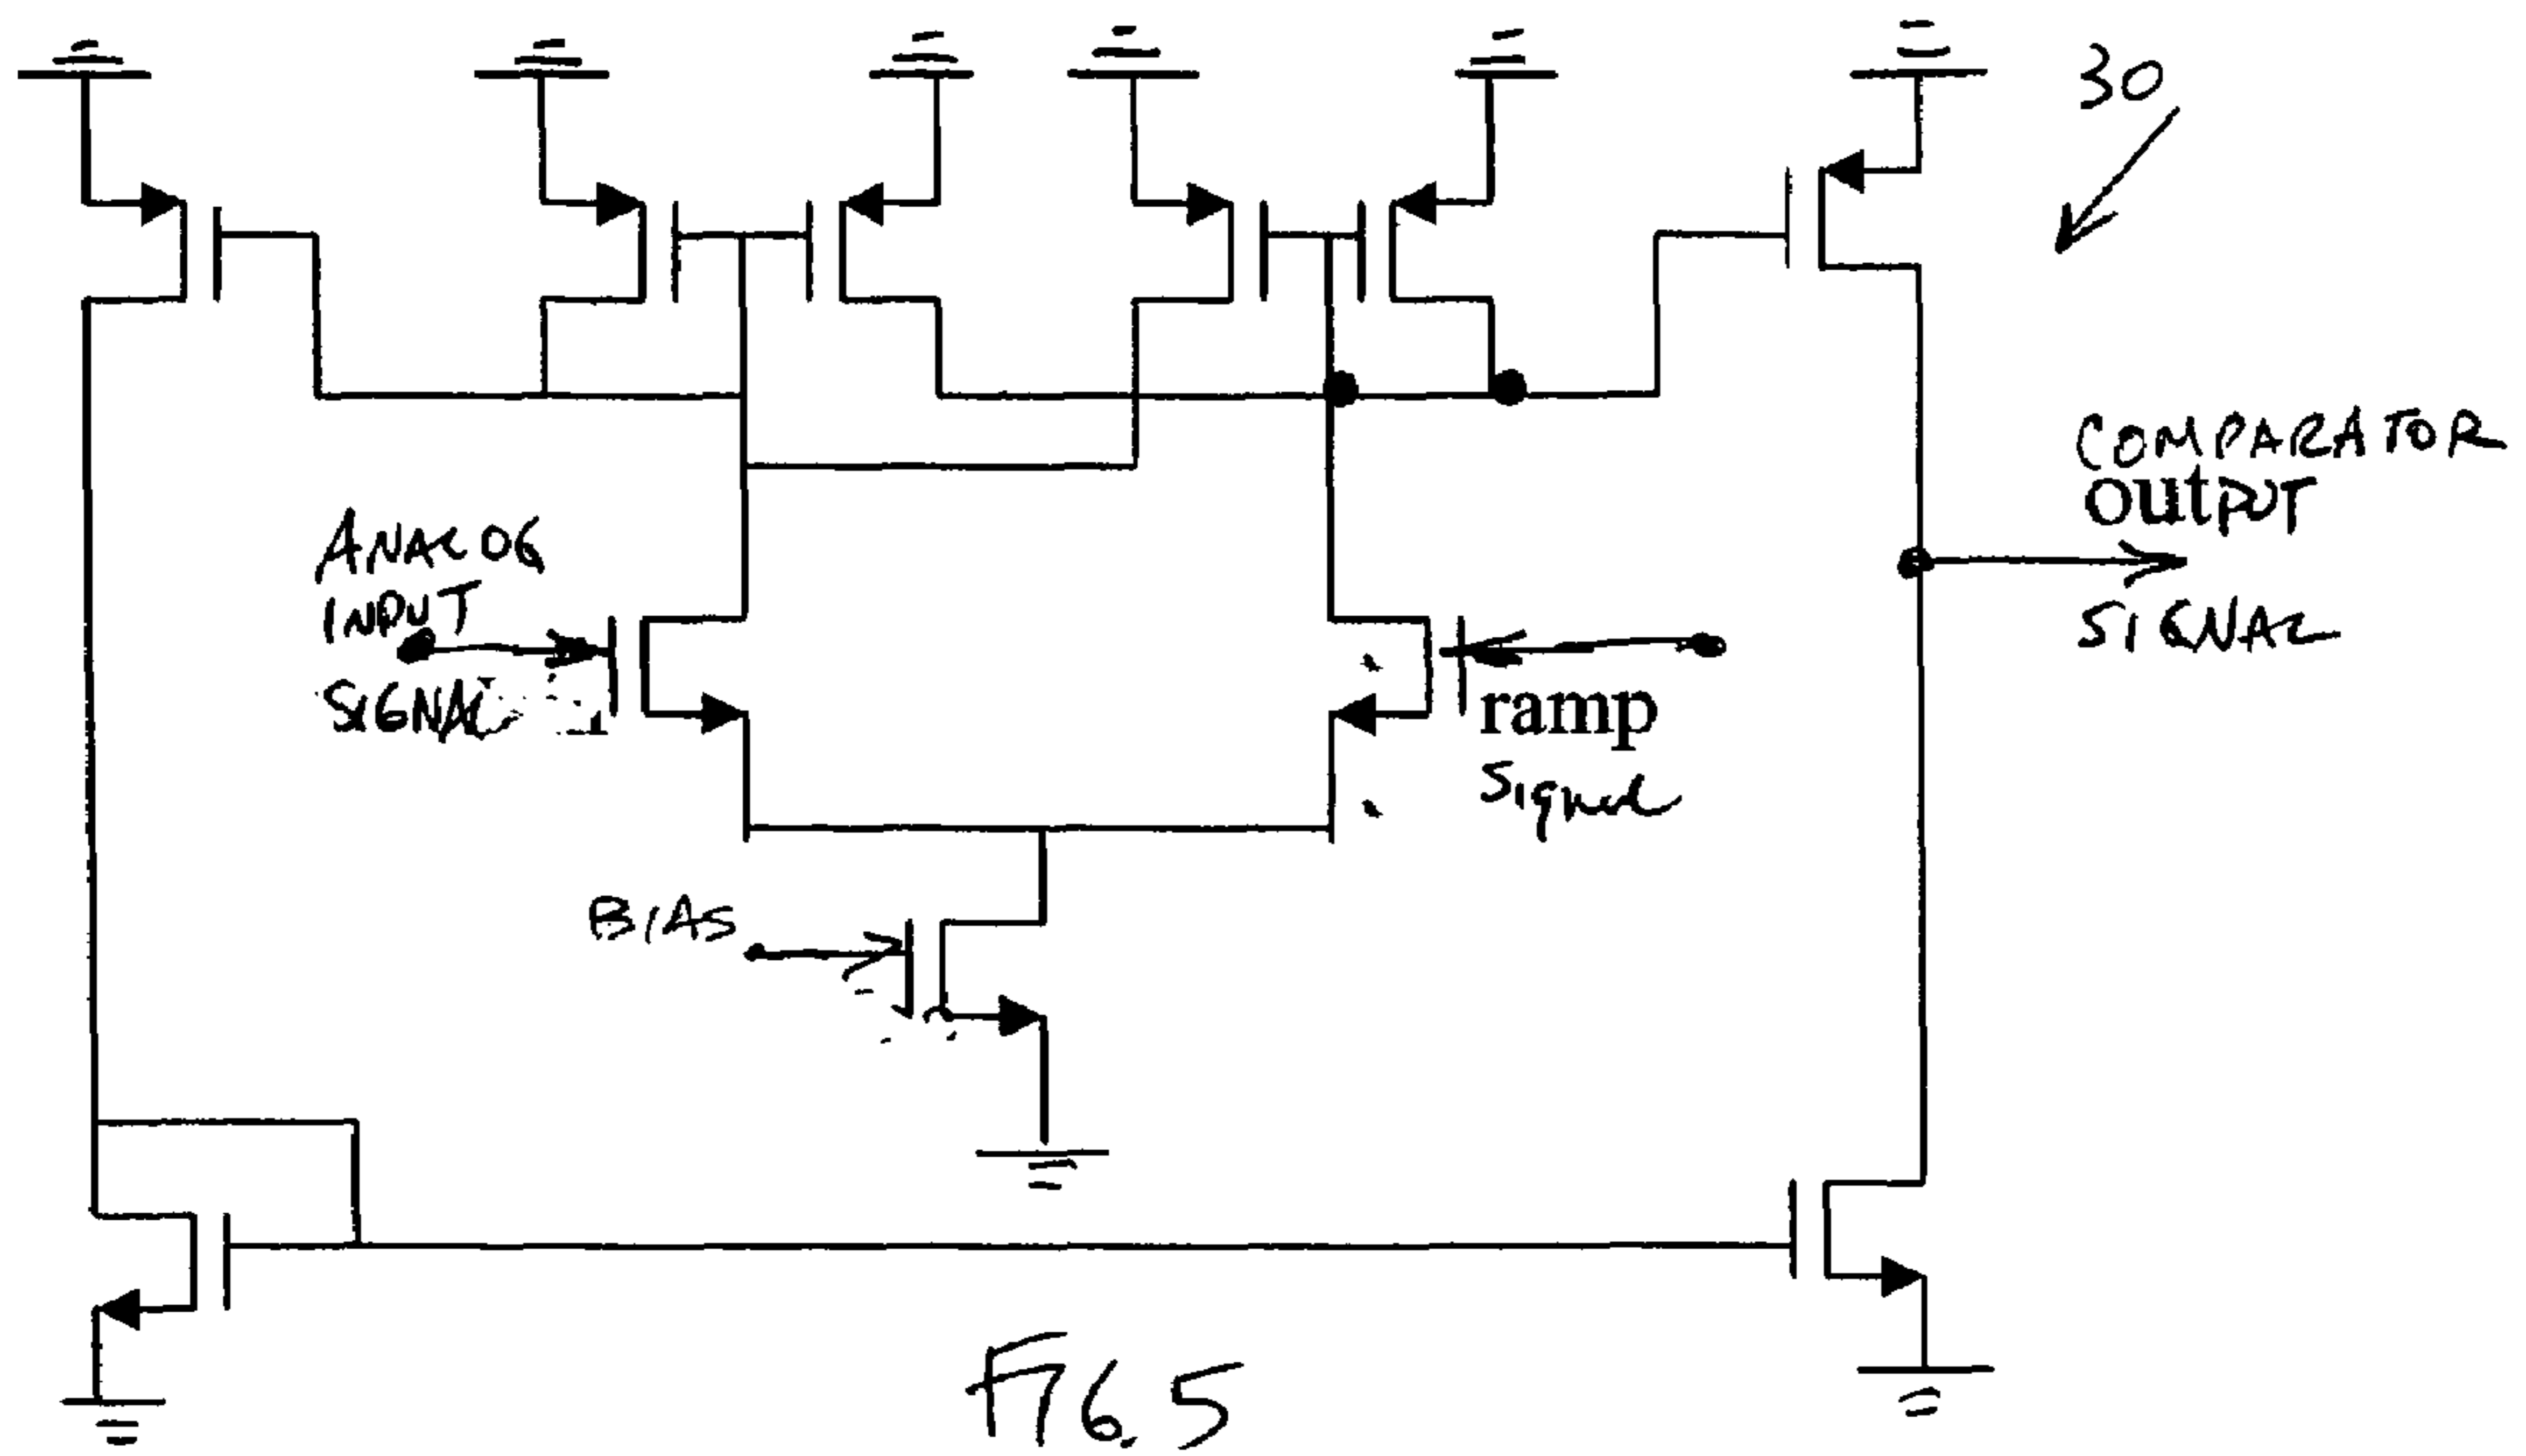 30
COMPARATOR
OUTPUT
SIGNAL
ANALOG
INPUT
SIGNAL
ramp
Signal
BIAS
FIG. 5